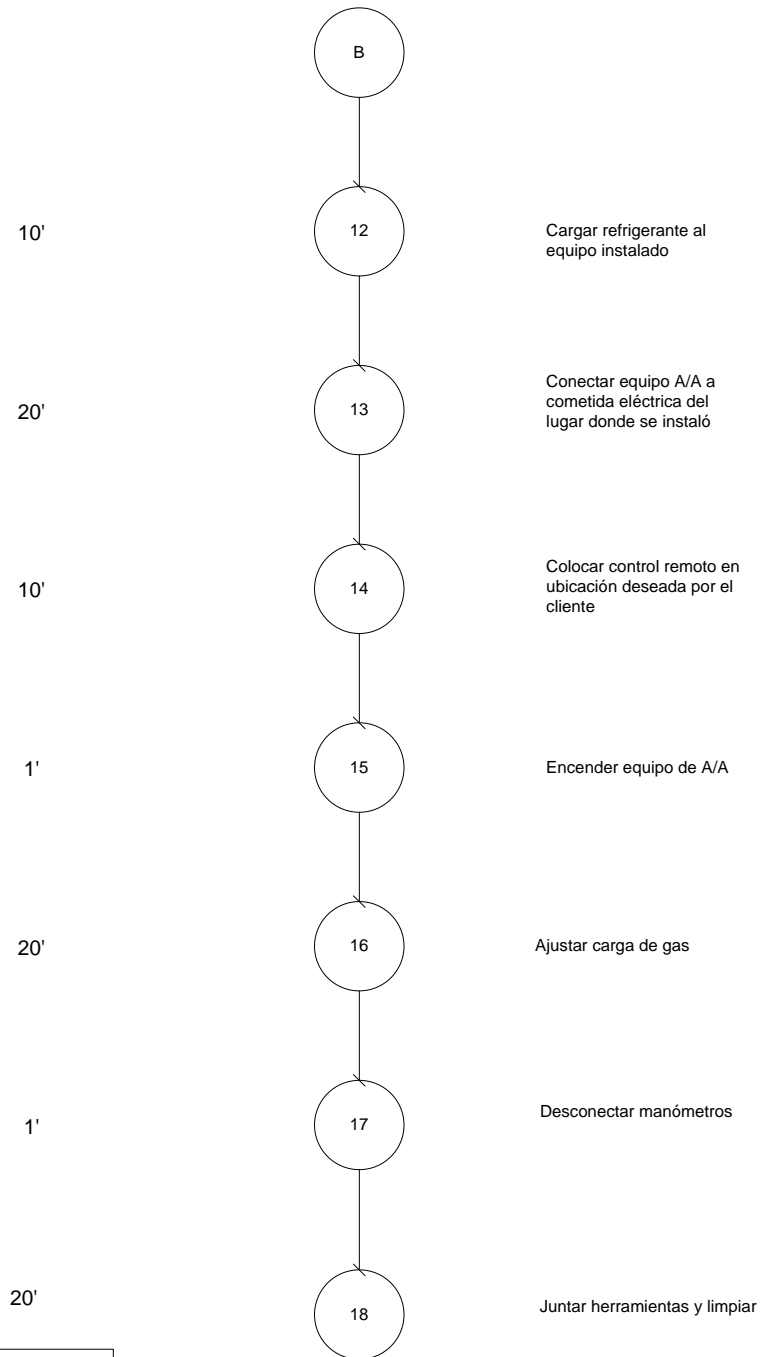 B
10'
12
Cargar refrigerante al
equipo instalado
20'
13
Conectar equipo A/A a
cometida eléctrica del
lugar donde se instaló
10'
14
Colocar control remoto en
ubicación deseada por el
cliente
1'
15
Encender equipo de A/A
20'
16
Ajustar carga de gas
1'
17
Desconectar manómetros
20'
18
Juntar herramientas y limpiar